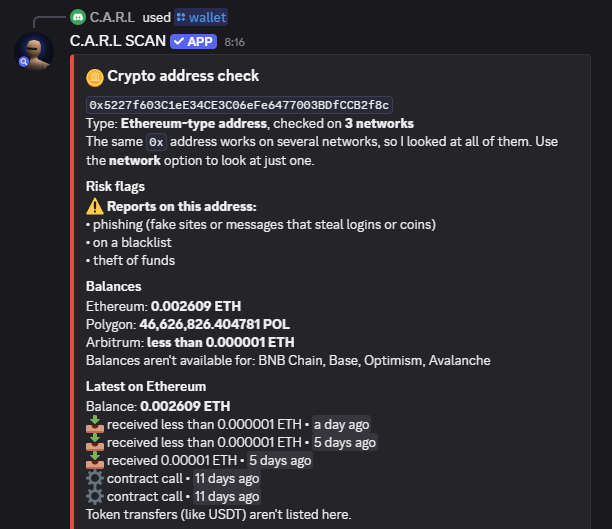 C.A.R.L used wallet
C.A.R.L SCAN ✓ APP 8:16
Crypto address check
0x5227f603C1eE34CE3C06eFe6477003BDfCCB2f8c
Type: Ethereum-type address, checked on 3 networks
The same 0x address works on several networks, so I looked at all of them. Use
the network option to look at just one.
Risk flags
⚠️ Reports on this address:
• phishing (fake sites or messages that steal logins or coins)
• on a blacklist
• theft of funds
Balances
Ethereum: 0.002609 ETH
Polygon: 46,626,826.404781 POL
Arbitrum: less than 0.000001 ETH
Balances aren't available for: BNB Chain, Base, Optimism, Avalanche
Latest on Ethereum
Balance: 0.002609 ETH
received less than 0.000001 ETH • a day ago
received less than 0.000001 ETH • 5 days ago
received 0.00001 ETH • 5 days ago
contract call • 11 days ago
contract call • 11 days ago
Token transfers (like USDT) aren't listed here.